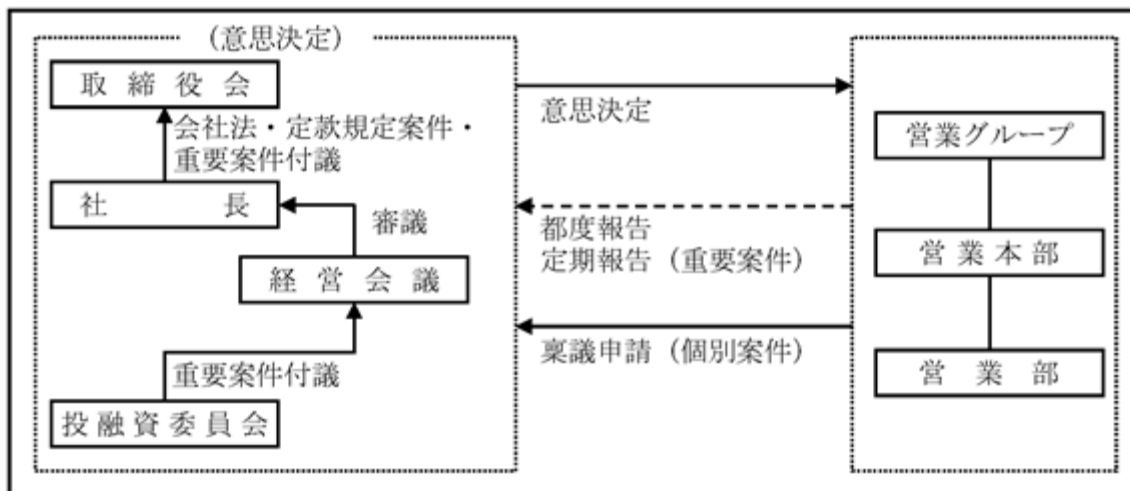 (意思決定)
取締役会
会社法・定款規定案件・
重要案件付議
社長
審議
経営会議
重要案件付議
投融資委員会
意思決定
都度報告
定期報告（重要案件）
稟議申請（個別案件）
営業グループ
営業本部
営業部